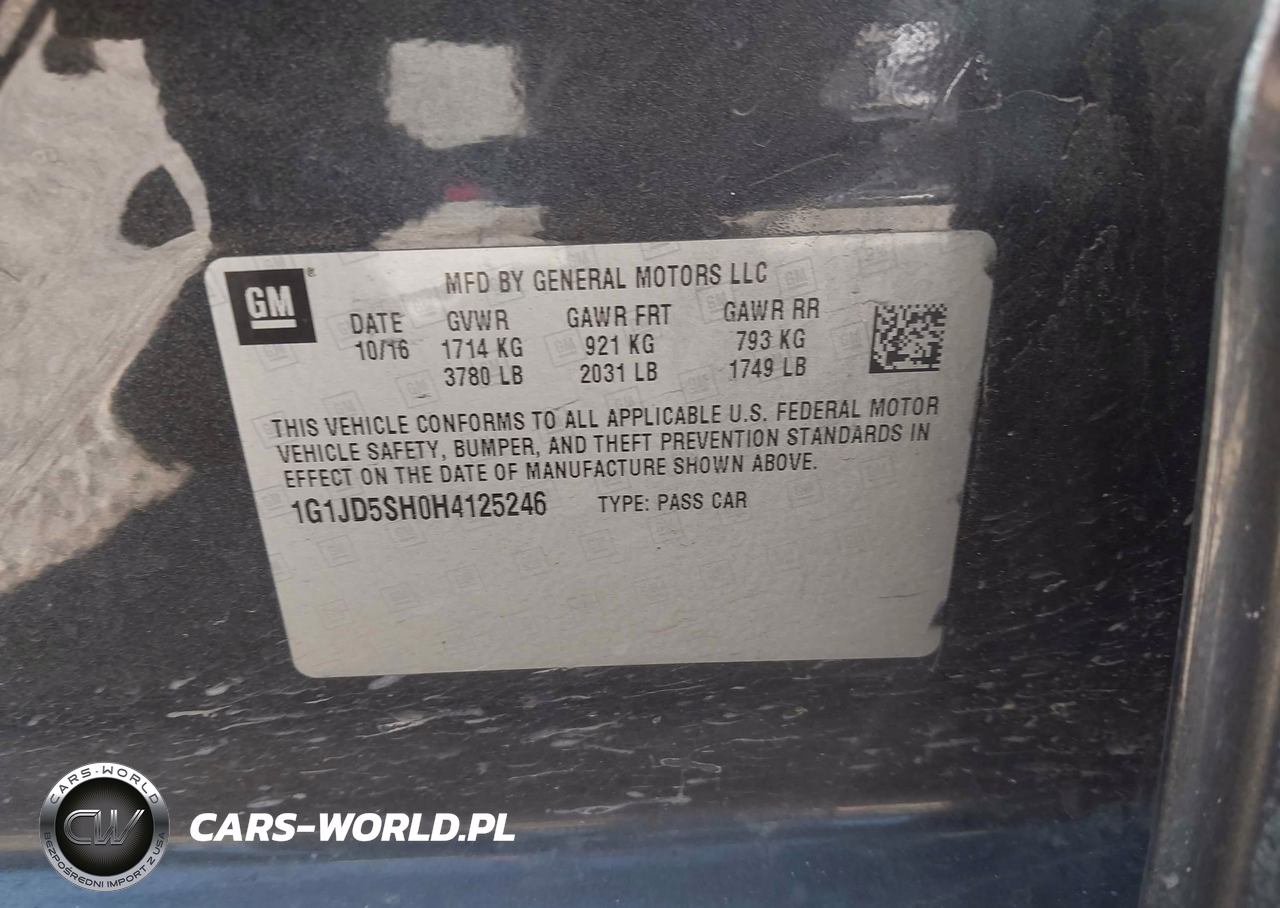 GM ®
MFD BY GENERAL MOTORS LLC
DATE GVWR GAWR FRT GAWR RR
10/16 1714 KG 921 KG 793 KG
3780 LB 2031 LB 1749 LB
THIS VEHICLE CONFORMS TO ALL APPLICABLE U.S. FEDERAL MOTOR
VEHICLE SAFETY, BUMPER, AND THEFT PREVENTION STANDARDS IN
EFFECT ON THE DATE OF MANUFACTURE SHOWN ABOVE.
1G1JD5SH0H4125246 TYPE: PASS CAR
CARS-WORLD
CW
BEZPOŚREDNI IMPORT Z USA
CARS-WORLD.PL